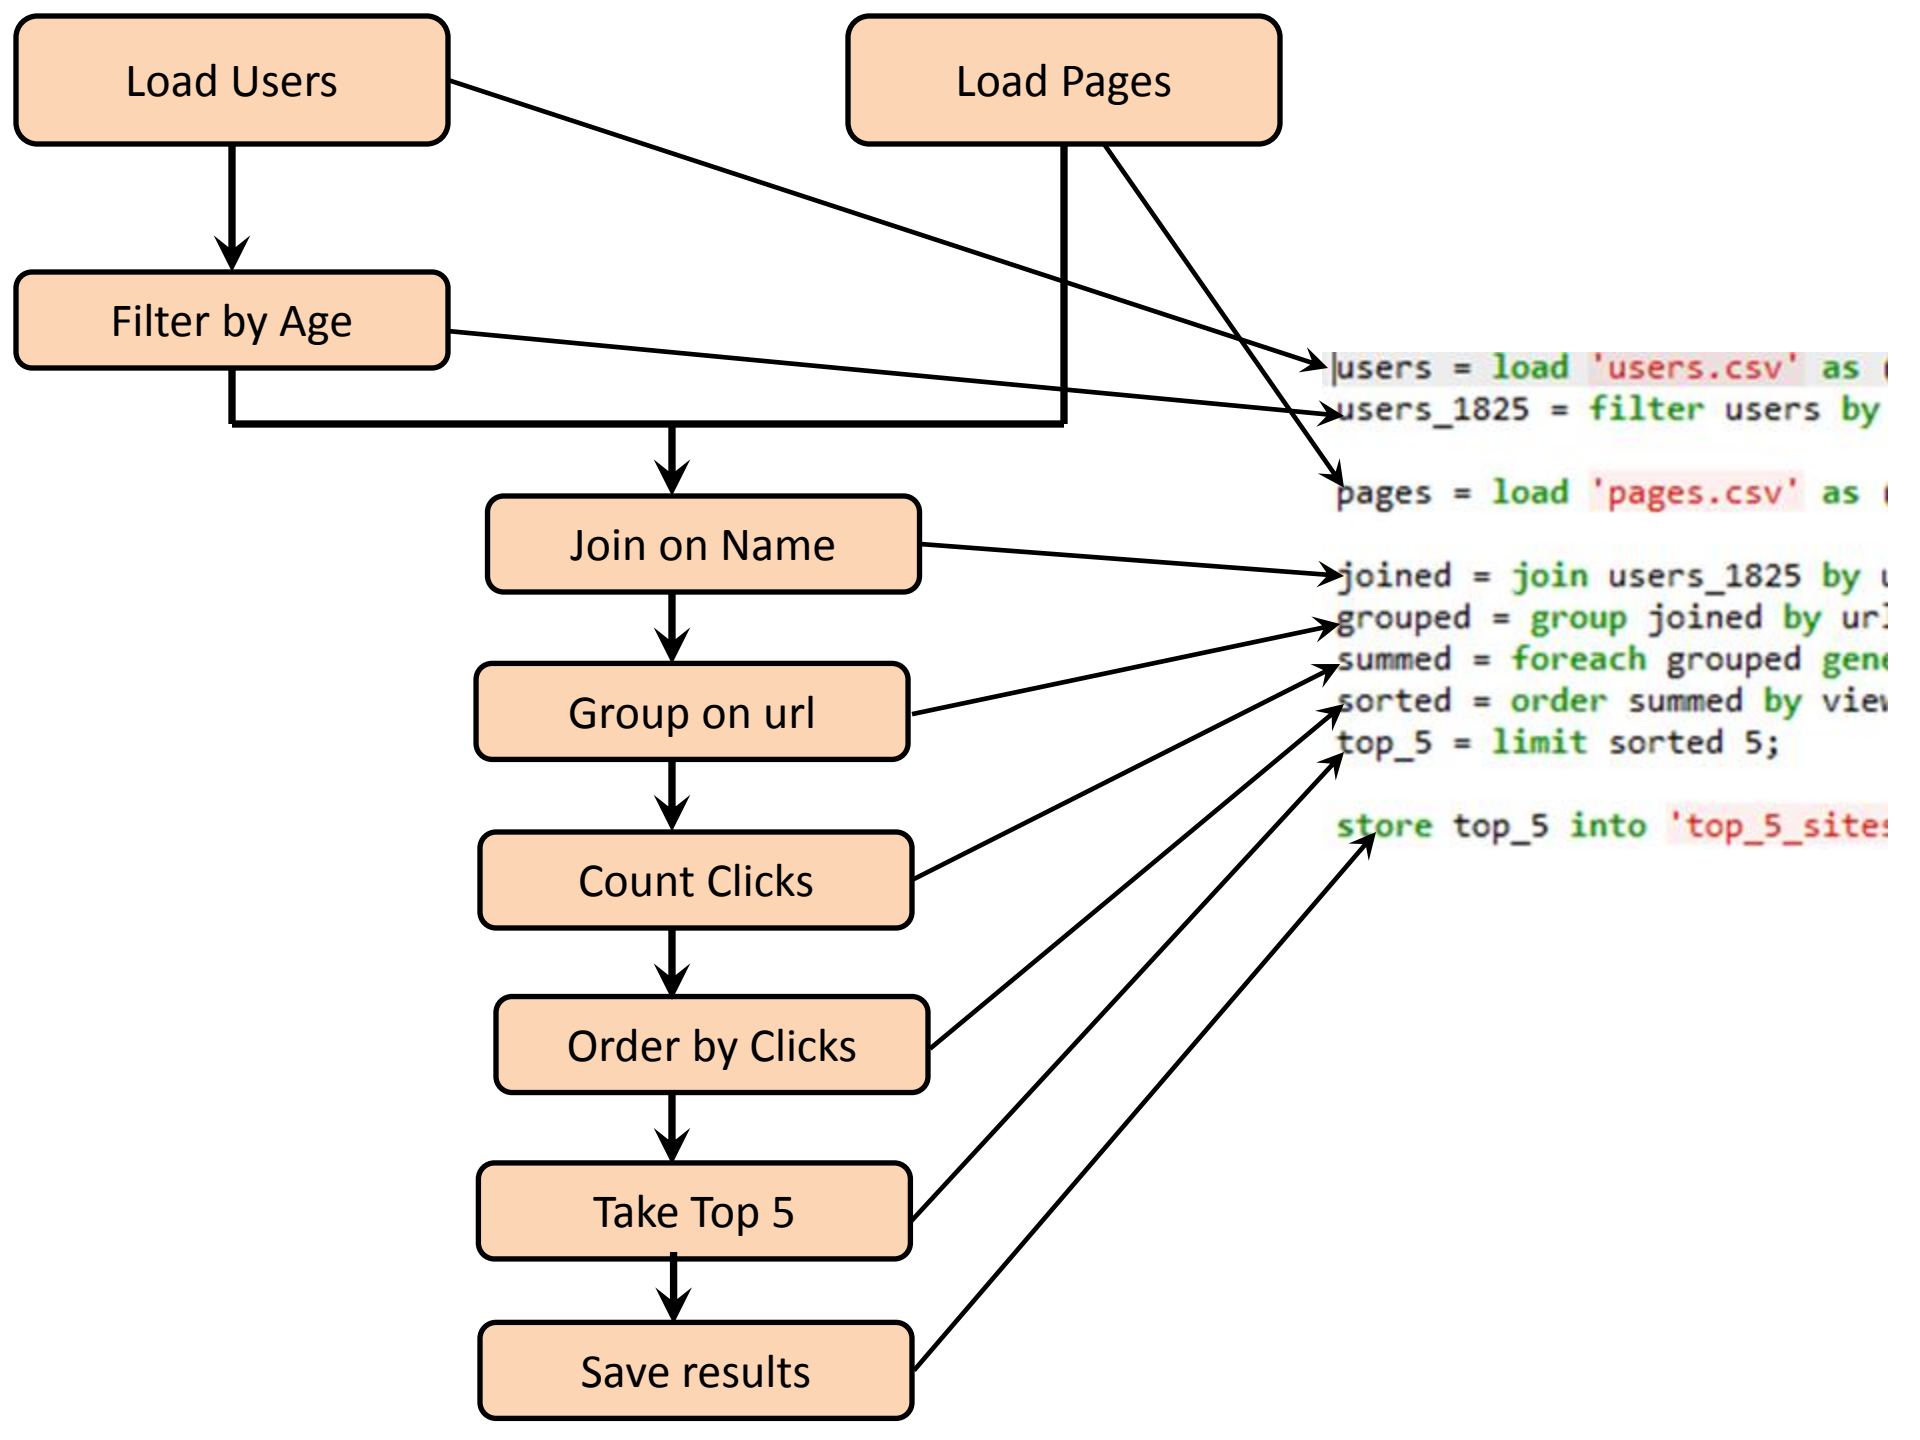 Load Users
Load Pages
Filter by Age
Join on Name
Group on url
Count Clicks
Order by Clicks
Take Top 5
Save results
users = load 'users.csv' as
users_1825 = filter users by
pages = load 'pages.csv' as
joined = join users_1825 by
grouped = group joined by
summed = foreach grouped
sorted = order summed by
top_5 = limit sorted 5;
store top_5 into 'top_5_sites